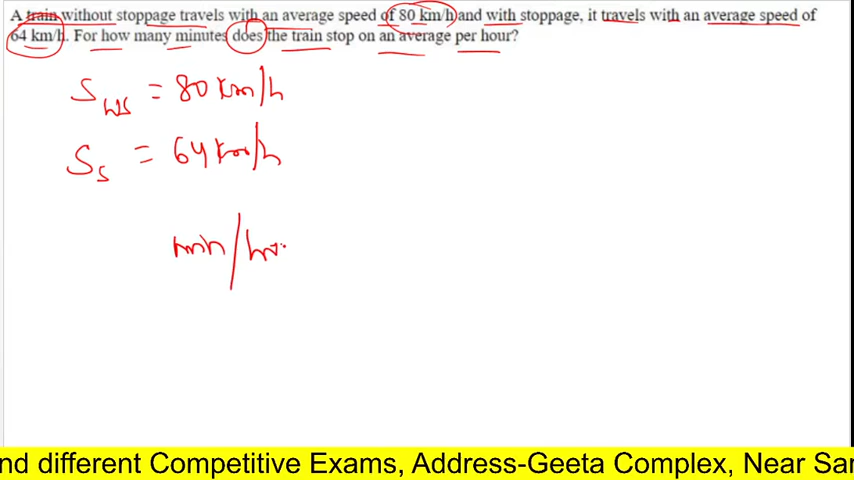 A train without stoppage travels with an average speed of 80 km/h and with stoppage, it travels with an average speed of
64 km/h. For how many minutes does the train stop on an average per hour?
S_ws = 80 km/h
S_s = 64 km/h
min/hr.
nd different Competitive Exams, Address-Geeta Complex, Near Sar